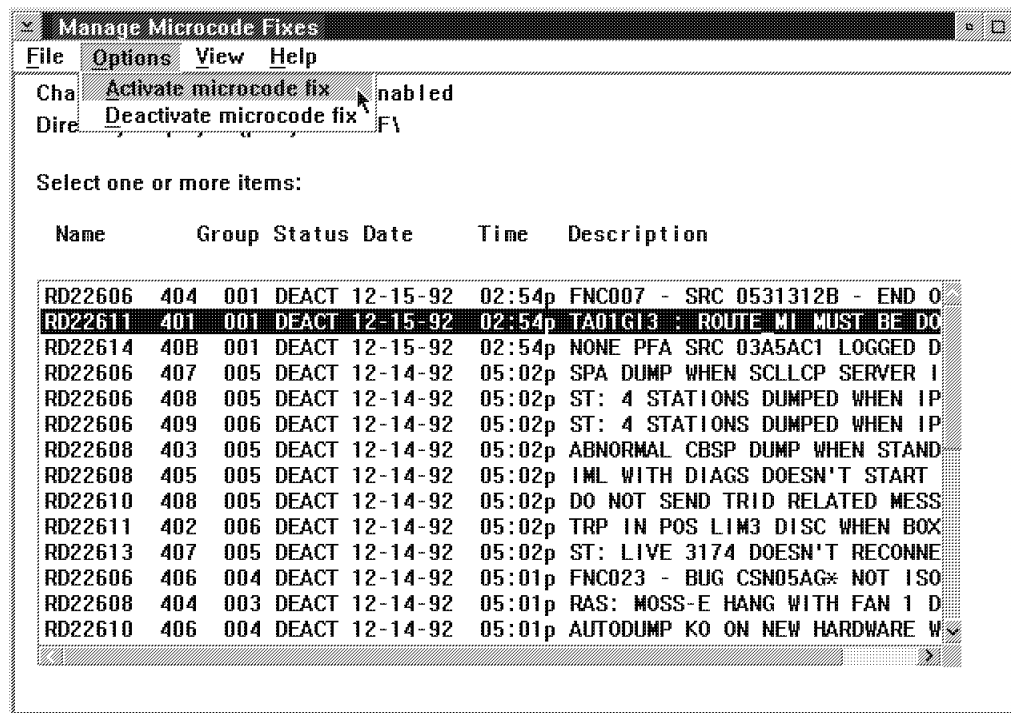 Manage Microcode Fixes
File Options View Help
Activate microcode fix
Deactivate microcode fix
Cha nabled
Dire F\
Select one or more items:
Name Group Status Date Time Description
RD22606 404 001 DEACT 12-15-92 02:54p FNC007 - SRC 0531312B - END O
RD22611 401 001 DEACT 12-15-92 02:54p TA01GI3 : ROUTE_MI MUST BE DO
RD22614 40B 001 DEACT 12-15-92 02:54p NONE PFA SRC 03A5AC1 LOGGED D
RD22606 407 005 DEACT 12-14-92 05:02p SPA DUMP WHEN SCLLCP SERVER I
RD22606 408 005 DEACT 12-14-92 05:02p ST: 4 STATIONS DUMPED WHEN IP
RD22606 409 006 DEACT 12-14-92 05:02p ST: 4 STATIONS DUMPED WHEN IP
RD22608 403 005 DEACT 12-14-92 05:02p ABNORMAL CBSP DUMP WHEN STAND
RD22608 405 005 DEACT 12-14-92 05:02p IML WITH DIAGS DOESN'T START
RD22610 408 005 DEACT 12-14-92 05:02p DO NOT SEND TRID RELATED MESS
RD22611 402 006 DEACT 12-14-92 05:02p TRP IN POS LIM3 DISC WHEN BOX
RD22613 407 005 DEACT 12-14-92 05:02p ST: LIVE 3174 DOESN'T RECONNE
RD22606 406 004 DEACT 12-14-92 05:01p FNC023 - BUG CSN05AG* NOT ISO
RD22608 404 003 DEACT 12-14-92 05:01p RAS: MOSS-E HANG WITH FAN 1 D
RD22610 406 004 DEACT 12-14-92 05:01p AUTODUMP KO ON NEW HARDWARE W